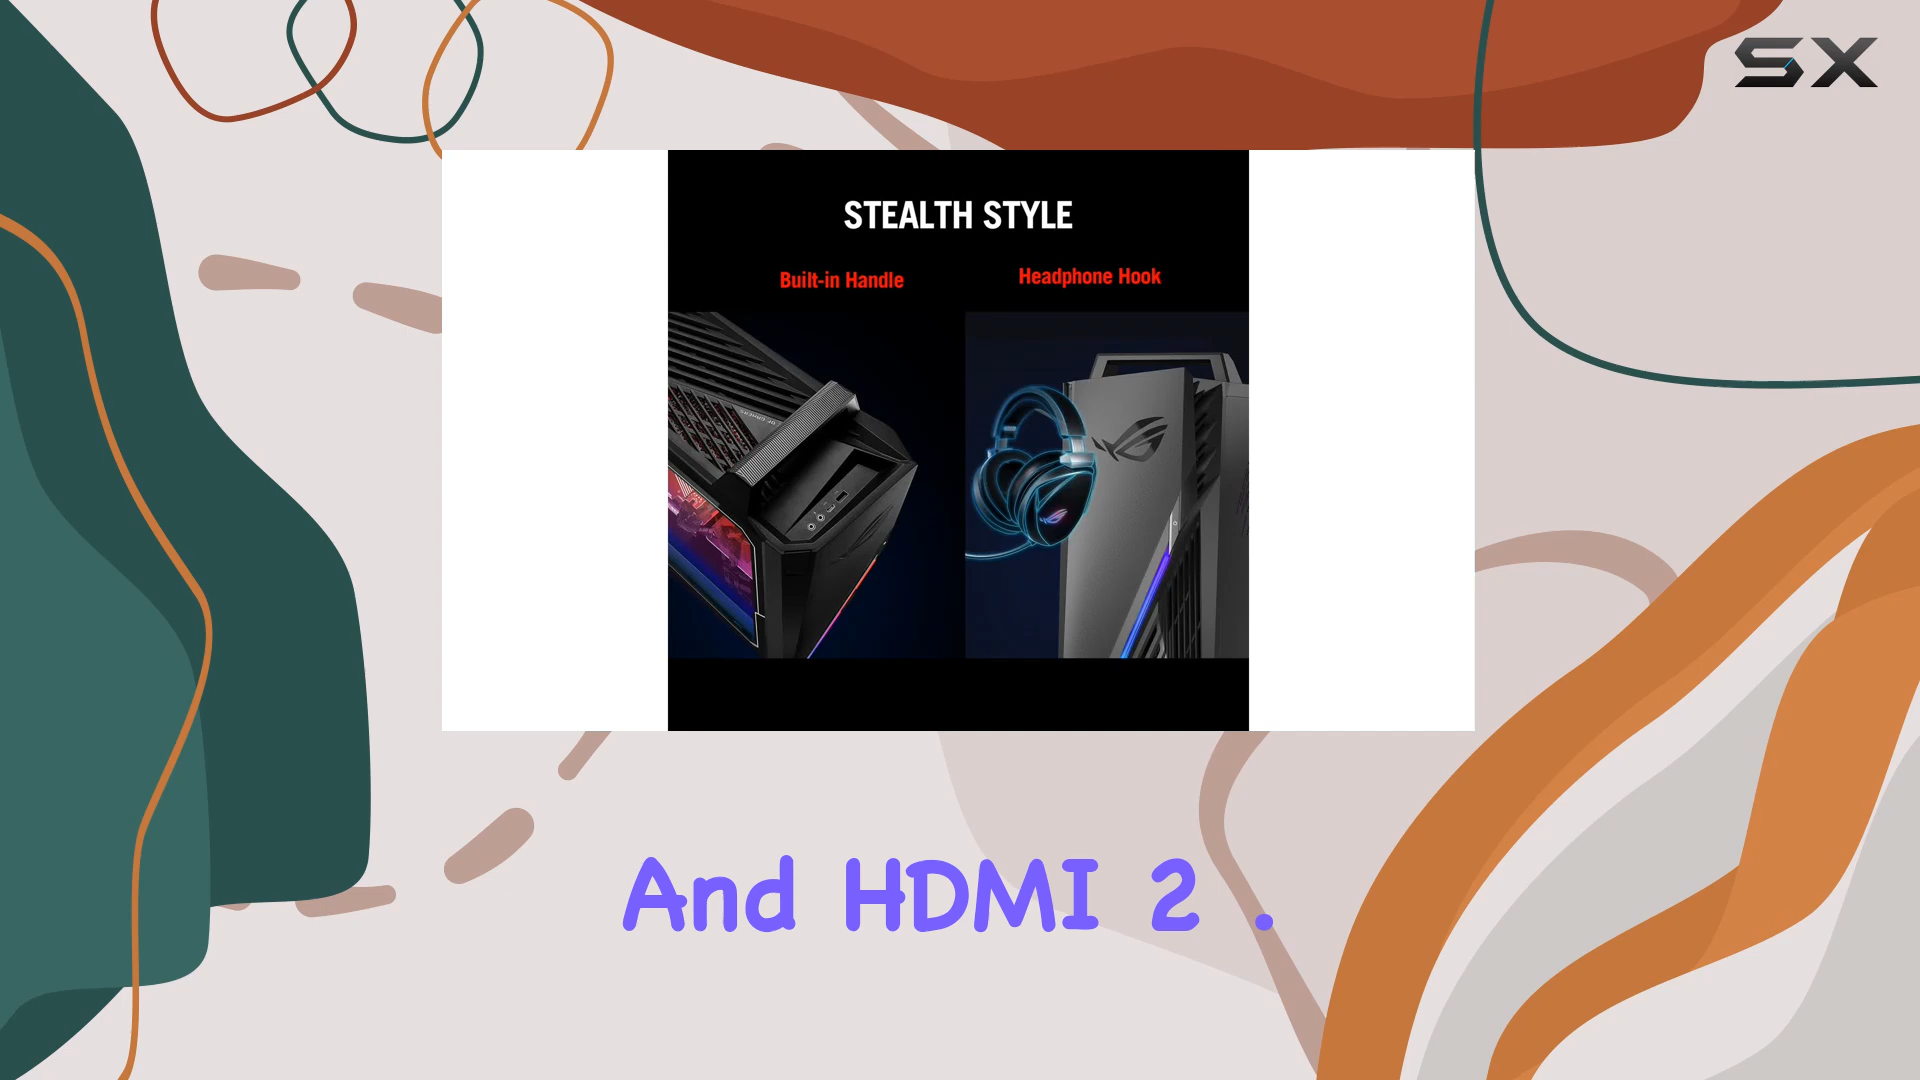 SX
STEALTH STYLE
Built-in Handle
Headphone Hook
And HDMI 2 .